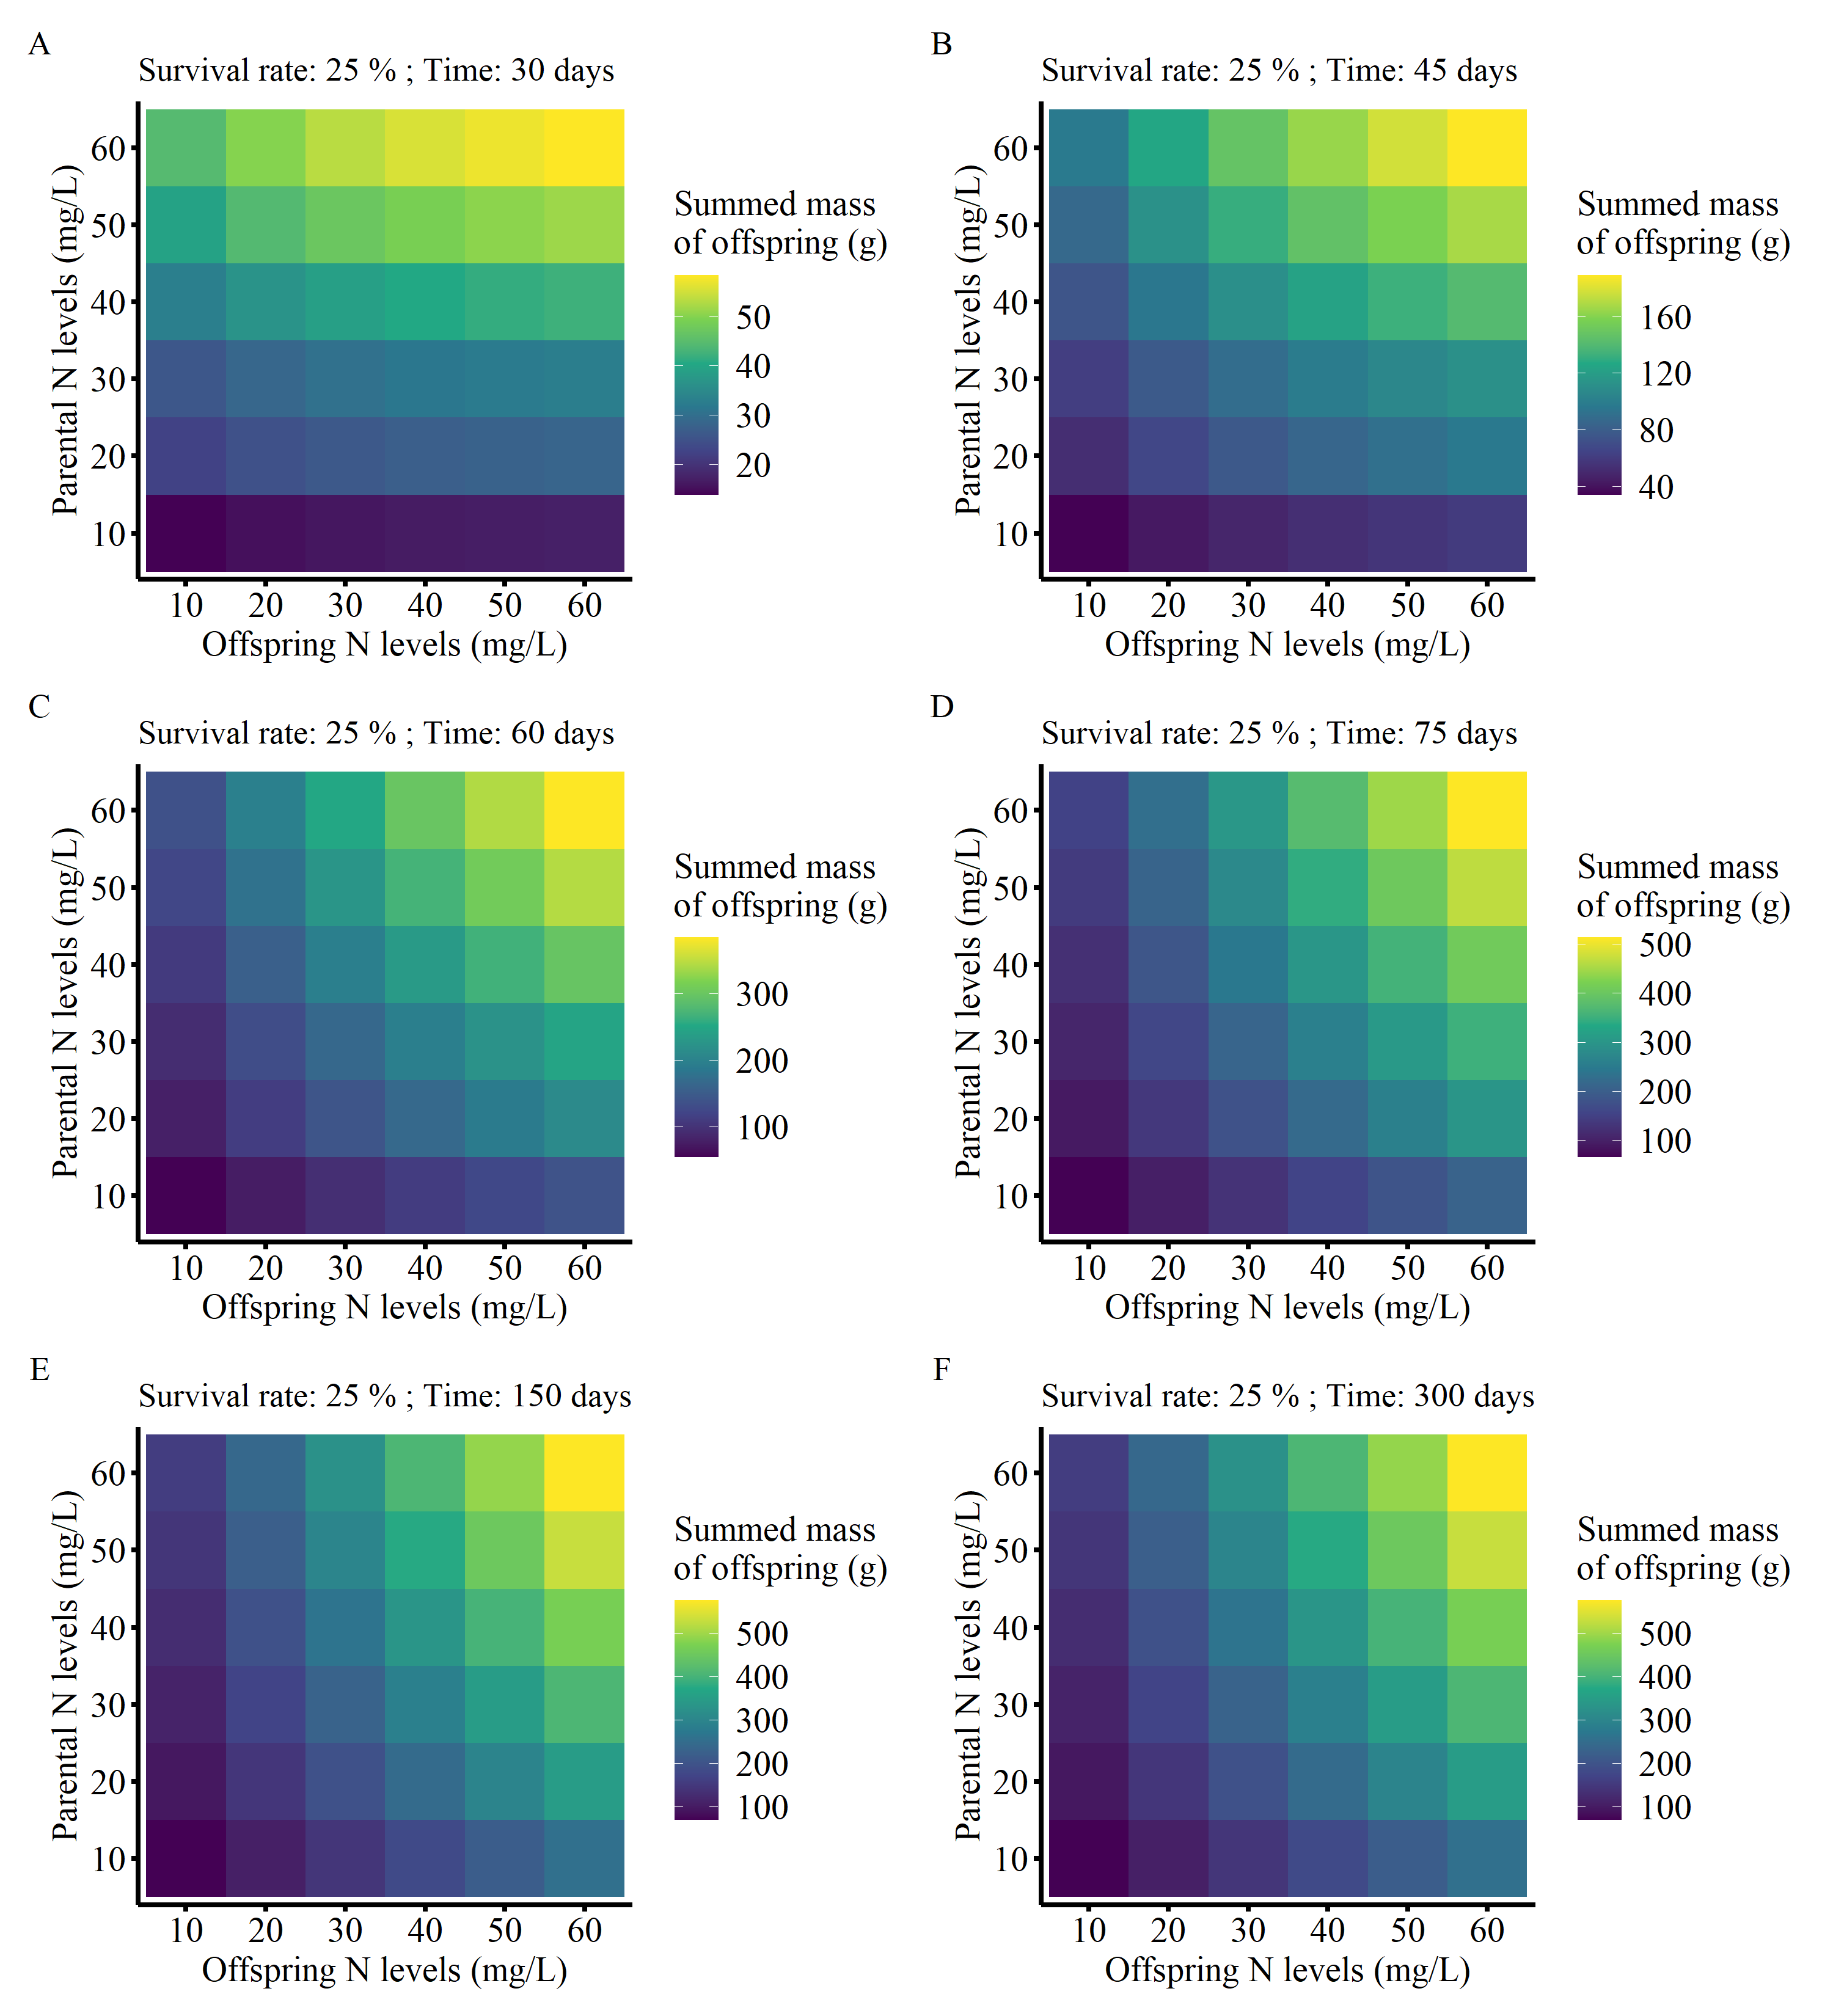 A
Survival rate: 25 % ; Time: 30 days
Parental N levels (mg/L)
60
50
40
30
20
10
10 20 30 40 50 60
Offspring N levels (mg/L)
Summed mass
of offspring (g)
50
40
30
20
B
Survival rate: 25 % ; Time: 45 days
Parental N levels (mg/L)
60
50
40
30
20
10
10 20 30 40 50 60
Offspring N levels (mg/L)
Summed mass
of offspring (g)
160
120
80
40
C
Survival rate: 25 % ; Time: 60 days
Parental N levels (mg/L)
60
50
40
30
20
10
10 20 30 40 50 60
Offspring N levels (mg/L)
Summed mass
of offspring (g)
300
200
100
D
Survival rate: 25 % ; Time: 75 days
Parental N levels (mg/L)
60
50
40
30
20
10
10 20 30 40 50 60
Offspring N levels (mg/L)
Summed mass
of offspring (g)
500
400
300
200
100
E
Survival rate: 25 % ; Time: 150 days
Parental N levels (mg/L)
60
50
40
30
20
10
10 20 30 40 50 60
Offspring N levels (mg/L)
Summed mass
of offspring (g)
500
400
300
200
100
F
Survival rate: 25 % ; Time: 300 days
Parental N levels (mg/L)
60
50
40
30
20
10
10 20 30 40 50 60
Offspring N levels (mg/L)
Summed mass
of offspring (g)
500
400
300
200
100